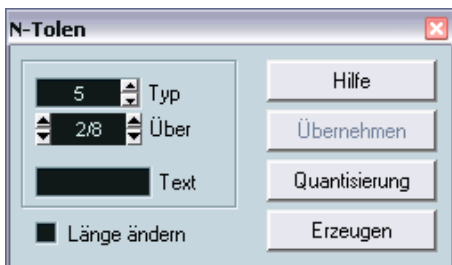 N-Tolen
5 Typ
2/8 Über
Text
Länge ändern
Hilfe
Übernehmen
Quantisierung
Erzeugen